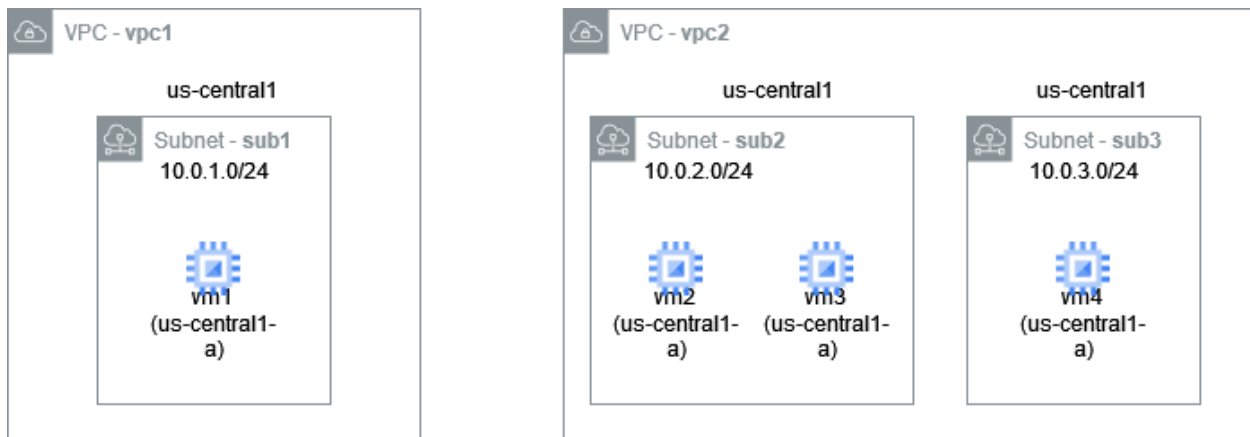 VPC - vpc1
us-central1
Subnet - sub1
10.0.1.0/24
vm1
(us-central1-
a)
VPC - vpc2
us-central1
Subnet - sub2
10.0.2.0/24
vm2
(us-central1-
a)
vm3
(us-central1-
a)
us-central1
Subnet - sub3
10.0.3.0/24
vm4
(us-central1-
a)